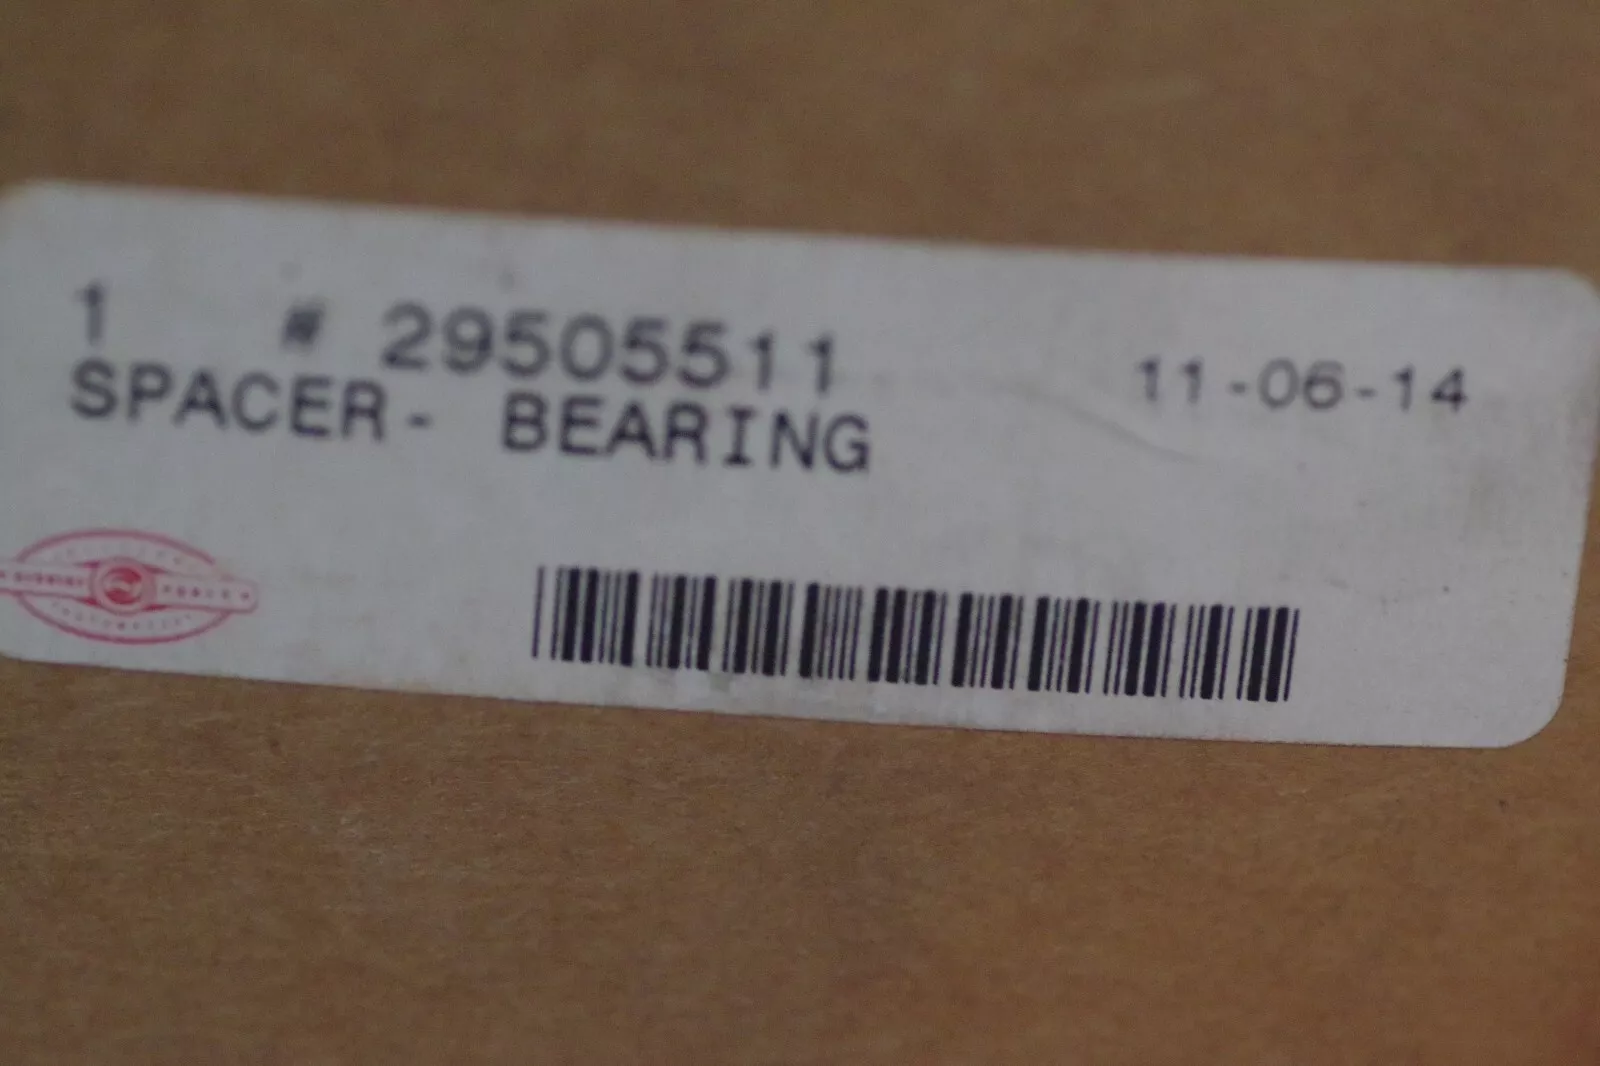 1 # 29505511 11-06-14
SPACER- BEARING